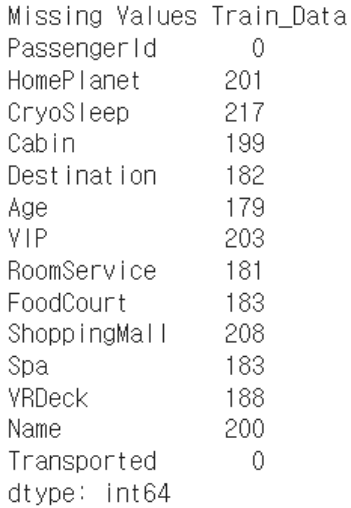 Missing Values Train_Data
PassengerId 0
HomePlanet 201
CryoSleep 217
Cabin 199
Destination 182
Age 179
VIP 203
RoomService 181
FoodCourt 183
ShoppingMall 208
Spa 183
VRDeck 188
Name 200
Transported 0
dtype: int64